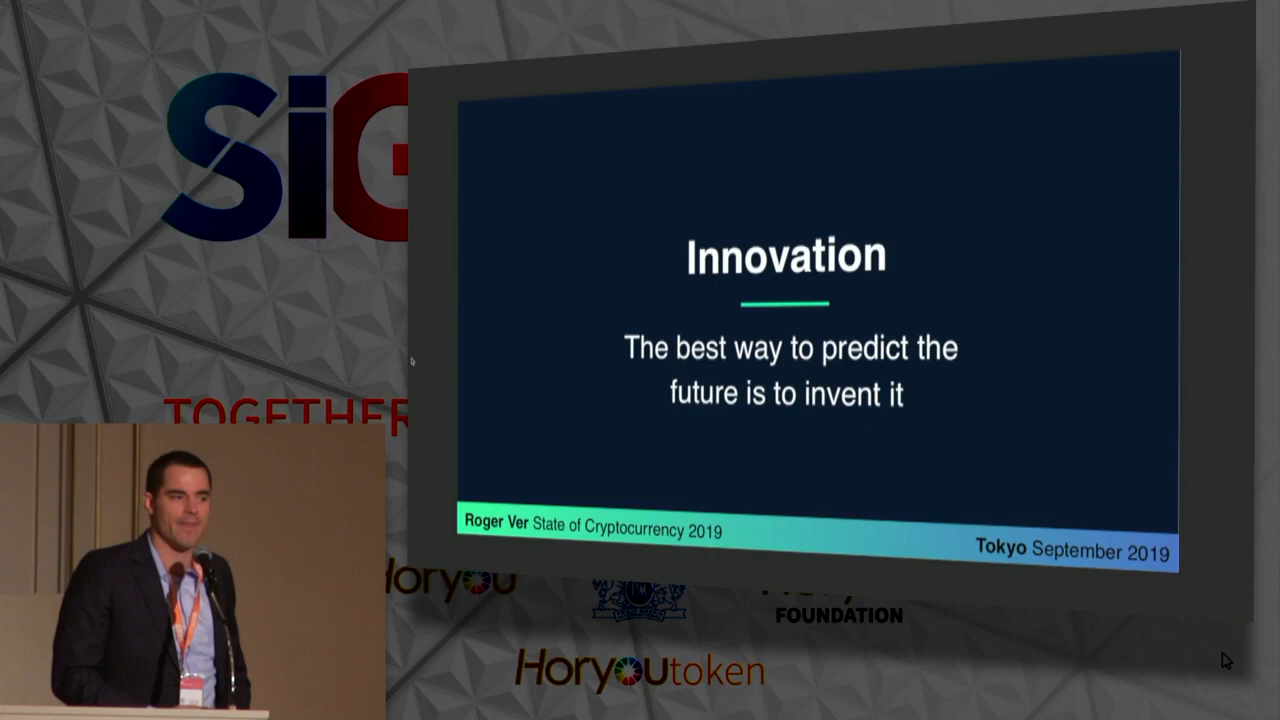 SiG
Innovation
The best way to predict the
future is to invent it
Roger Ver State of Cryptocurrency 2019
Tokyo September 2019
TOGETHER
Horyou
FOUNDATION
Horyoutoken